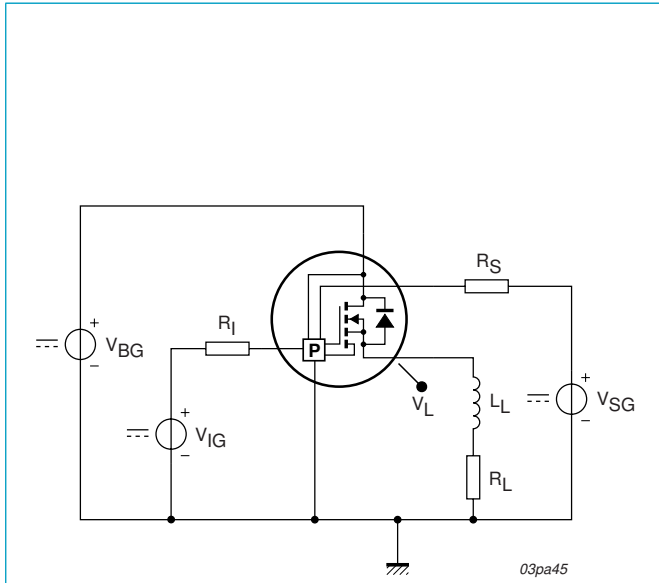 R_S
R_I
+
P
V_BG
+
−
V_L
L_L
+
V_SG
V_IG
−
−
R_L
03pa45